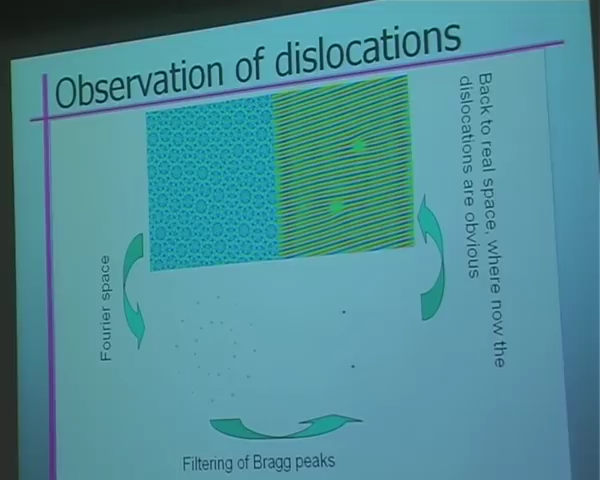 Observation of dislocations
Back to real space, where now the
dislocations are obvious
Fourier space
Filtering of Bragg peaks